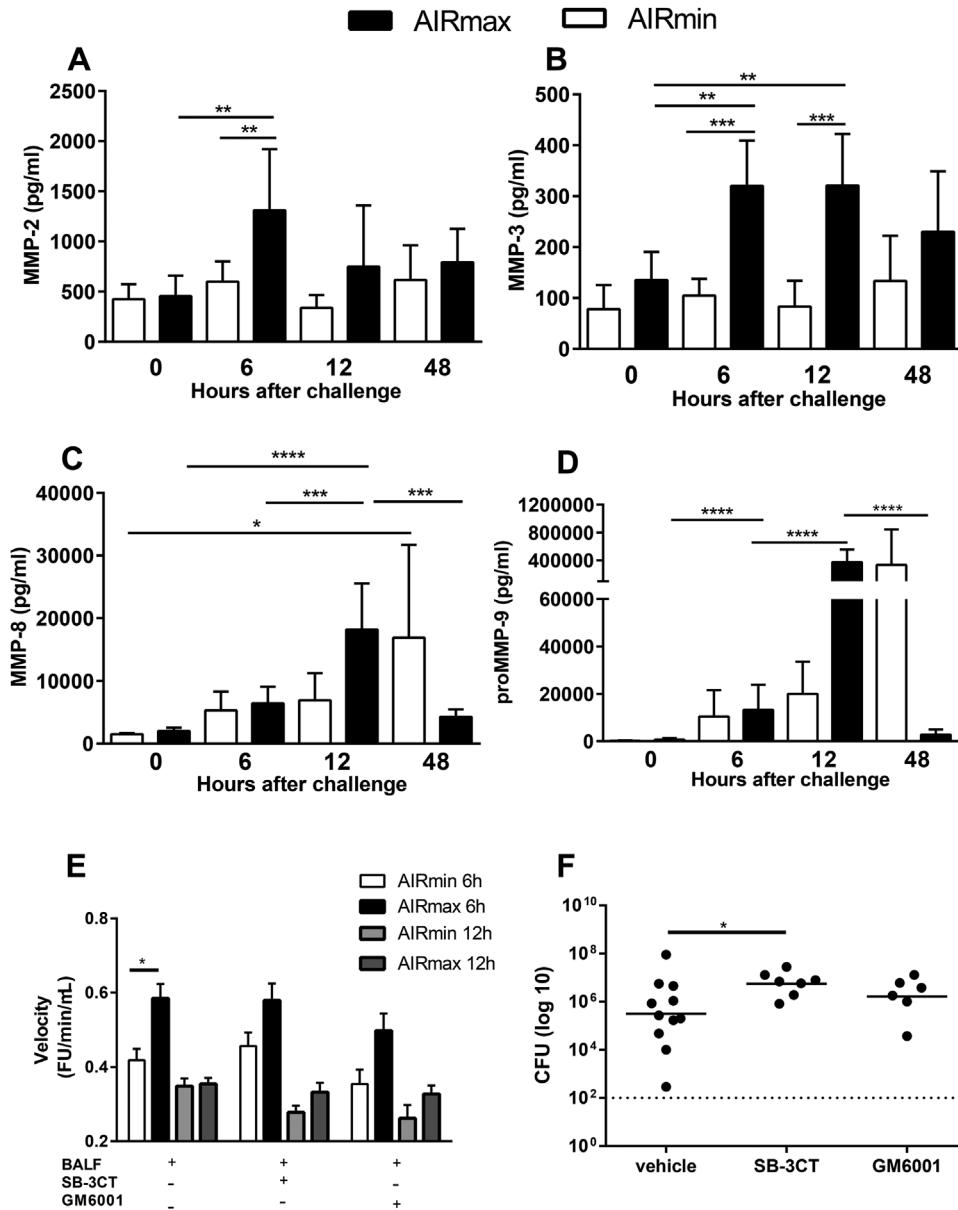 AIRmax AIRmin
A
2500
2000
1500
1000
500
0
MMP-2 (pg/ml)
**
**
0 6 12 48
Hours after challenge
B
500
400
300
200
100
0
MMP-3 (pg/ml)
**
**
***
***
0 6 12 48
Hours after challenge
C
40000
30000
20000
10000
0
MMP-8 (pg/ml)
****
***
***
*
0 6 12 48
Hours after challenge
D
1200000
1000000
800000
600000
400000
200000
60000
40000
20000
0
proMMP-9 (pg/ml)
****
****
****
0 6 12 48
Hours after challenge
E
AIRmin 6h
AIRmax 6h
AIRmin 12h
AIRmax 12h
0.8
0.6
0.4
0.2
Velocity
(FU/min/mL)
*
BALF + + +
SB-3CT - + -
GM6001 - - +
F
10^10
10^8
10^6
10^4
10^2
10^0
CFU (log 10)
*
vehicle SB-3CT GM6001